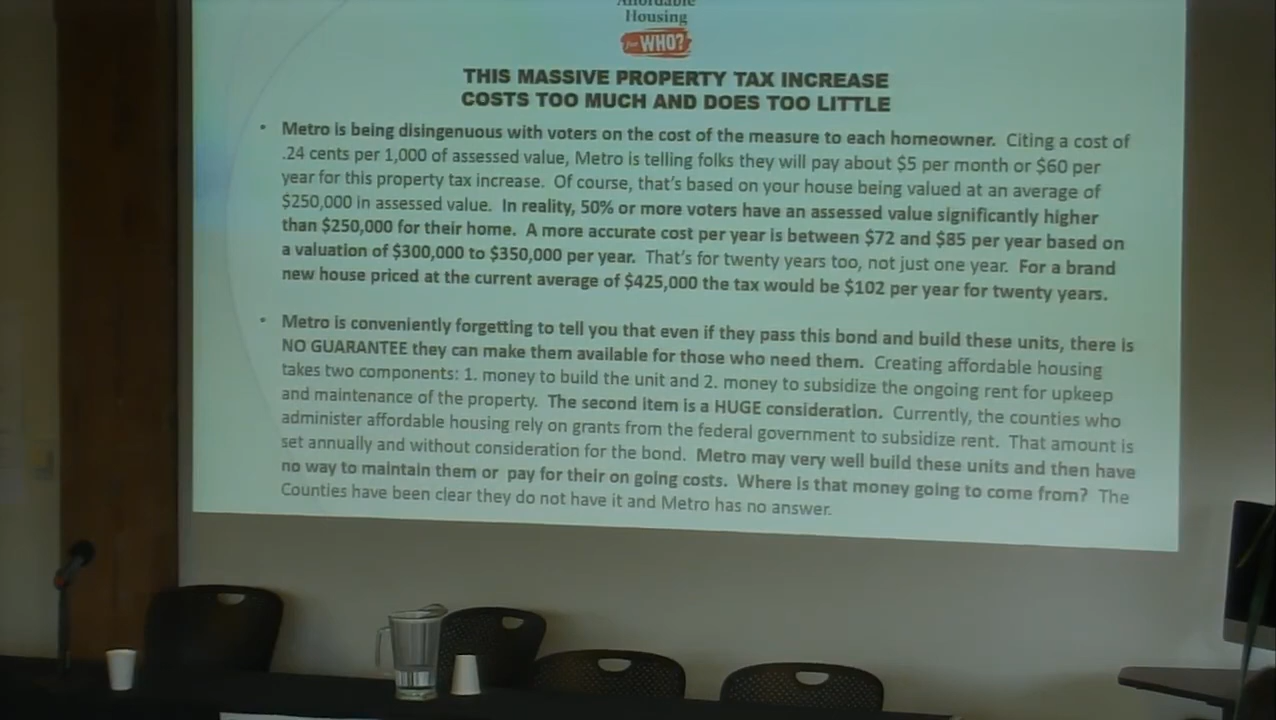 Affordable
Housing
for WHO?
THIS MASSIVE PROPERTY TAX INCREASE
COSTS TOO MUCH AND DOES TOO LITTLE
• Metro is being disingenuous with voters on the cost of the measure to each homeowner. Citing a cost of
.24 cents per 1,000 of assessed value, Metro is telling folks they will pay about $5 per month or $60 per
year for this property tax increase. Of course, that's based on your house being valued at an average of
$250,000 in assessed value. In reality, 50% or more voters have an assessed value significantly higher
than $250,000 for their home. A more accurate cost per year is between $72 and $85 per year based on
a valuation of $300,000 to $350,000 per year. That's for twenty years too, not just one year. For a brand
new house priced at the current average of $425,000 the tax would be $102 per year for twenty years.
• Metro is conveniently forgetting to tell you that even if they pass this bond and build these units, there is
NO GUARANTEE they can make them available for those who need them. Creating affordable housing
takes two components: 1. money to build the unit and 2. money to subsidize the ongoing rent for upkeep
and maintenance of the property. The second item is a HUGE consideration. Currently, the counties who
administer affordable housing rely on grants from the federal government to subsidize rent. That amount is
set annually and without consideration for the bond. Metro may very well build these units and then have
no way to maintain them or pay for their on going costs. Where is that money going to come from? The
Counties have been clear they do not have it and Metro has no answer.